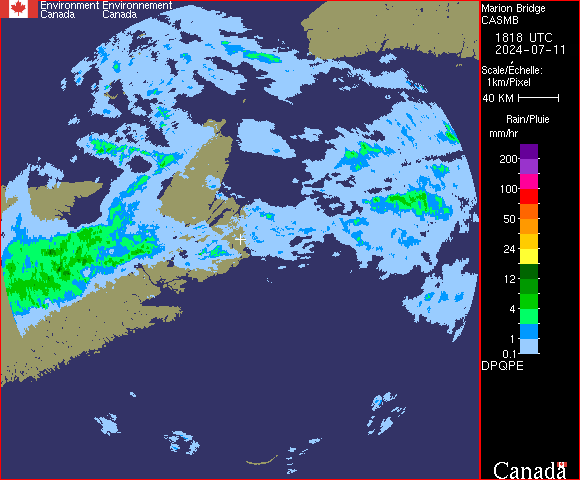 Environment Environnement
Canada Canada
Marion Bridge
CASMB
1818 UTC
2024-07-11
Scale/Echelle:
1km/Pixel
40 KM
Rain/Pluie
mm/hr
200
100
50
24
12
4
1
0.1
DPQPE
Canada